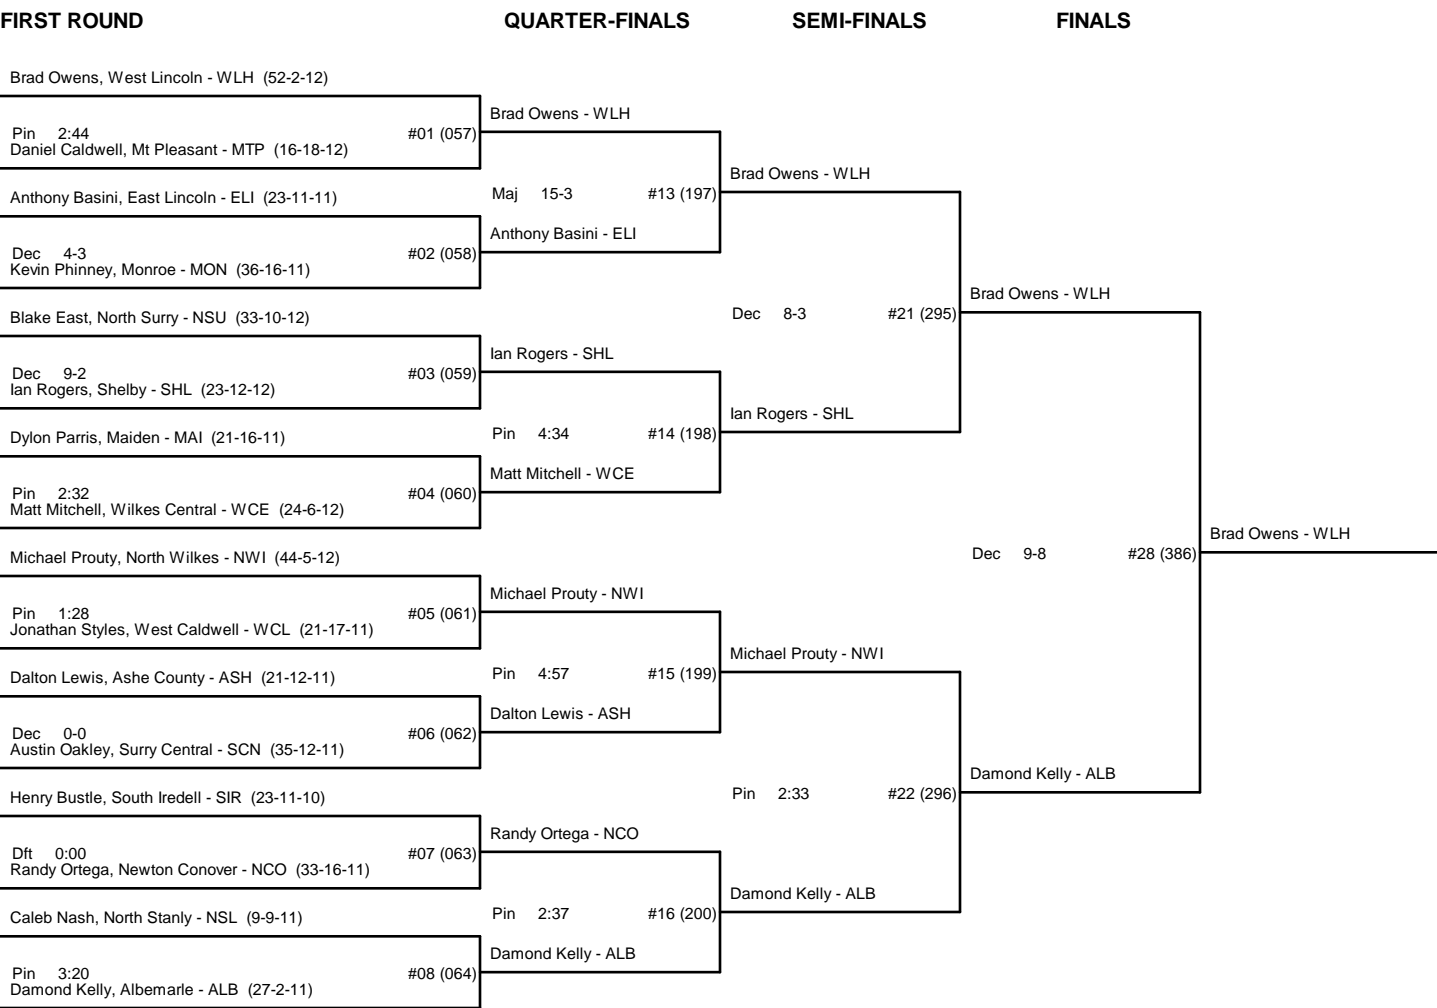 FIRST ROUND QUARTER-FINALS SEMI-FINALS FINALS
Brad Owens, West Lincoln - WLH (52-2-12)
Brad Owens - WLH
Pin 2:44 #01 (057)
Daniel Caldwell, Mt Pleasant - MTP (16-18-12)
Brad Owens - WLH
Anthony Basini, East Lincoln - ELI (23-11-11)
Maj 15-3 #13 (197)
Anthony Basini - ELI
Dec 4-3 #02 (058)
Kevin Phinney, Monroe - MON (36-16-11)
Brad Owens - WLH
Blake East, North Surry - NSU (33-10-12)
Dec 8-3 #21 (295)
Ian Rogers - SHL
Dec 9-2 #03 (059)
Ian Rogers, Shelby - SHL (23-12-12)
Ian Rogers - SHL
Dylon Parris, Maiden - MAI (21-16-11)
Pin 4:34 #14 (198)
Matt Mitchell - WCE
Pin 2:32 #04 (060)
Matt Mitchell, Wilkes Central - WCE (24-6-12)
Brad Owens - WLH
Michael Prouty, North Wilkes - NWI (44-5-12)
Dec 9-8 #28 (386)
Michael Prouty - NWI
Pin 1:28 #05 (061)
Jonathan Styles, West Caldwell - WCL (21-17-11)
Michael Prouty - NWI
Dalton Lewis, Ashe County - ASH (21-12-11)
Pin 4:57 #15 (199)
Dalton Lewis - ASH
Dec 0-0 #06 (062)
Austin Oakley, Surry Central - SCN (35-12-11)
Damond Kelly - ALB
Henry Bustle, South Iredell - SIR (23-11-10)
Pin 2:33 #22 (296)
Randy Ortega - NCO
Dft 0:00 #07 (063)
Randy Ortega, Newton Conover - NCO (33-16-11)
Damond Kelly - ALB
Caleb Nash, North Stanly - NSL (9-9-11)
Pin 2:37 #16 (200)
Damond Kelly - ALB
Pin 3:20 #08 (064)
Damond Kelly, Albemarle - ALB (27-2-11)